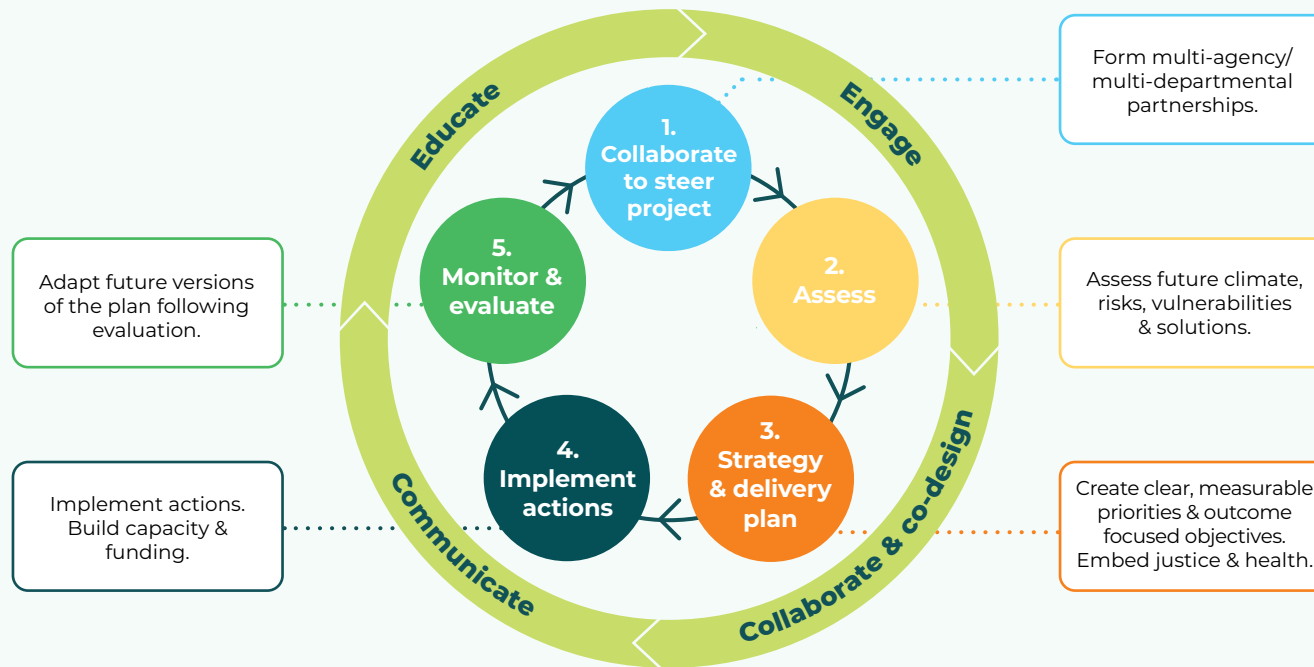 Educate
Engage
Collaborate & co-design
Communicate
1.
Collaborate
to steer
project
Form multi-agency/
multi-departmental
partnerships.
2.
Assess
Assess future climate,
risks, vulnerabilities
& solutions.
3.
Strategy
& delivery
plan
Create clear, measurable
priorities & outcome
focused objectives.
Embed justice & health.
4.
Implement
actions
Implement actions.
Build capacity &
funding.
5.
Monitor &
evaluate
Adapt future versions
of the plan following
evaluation.